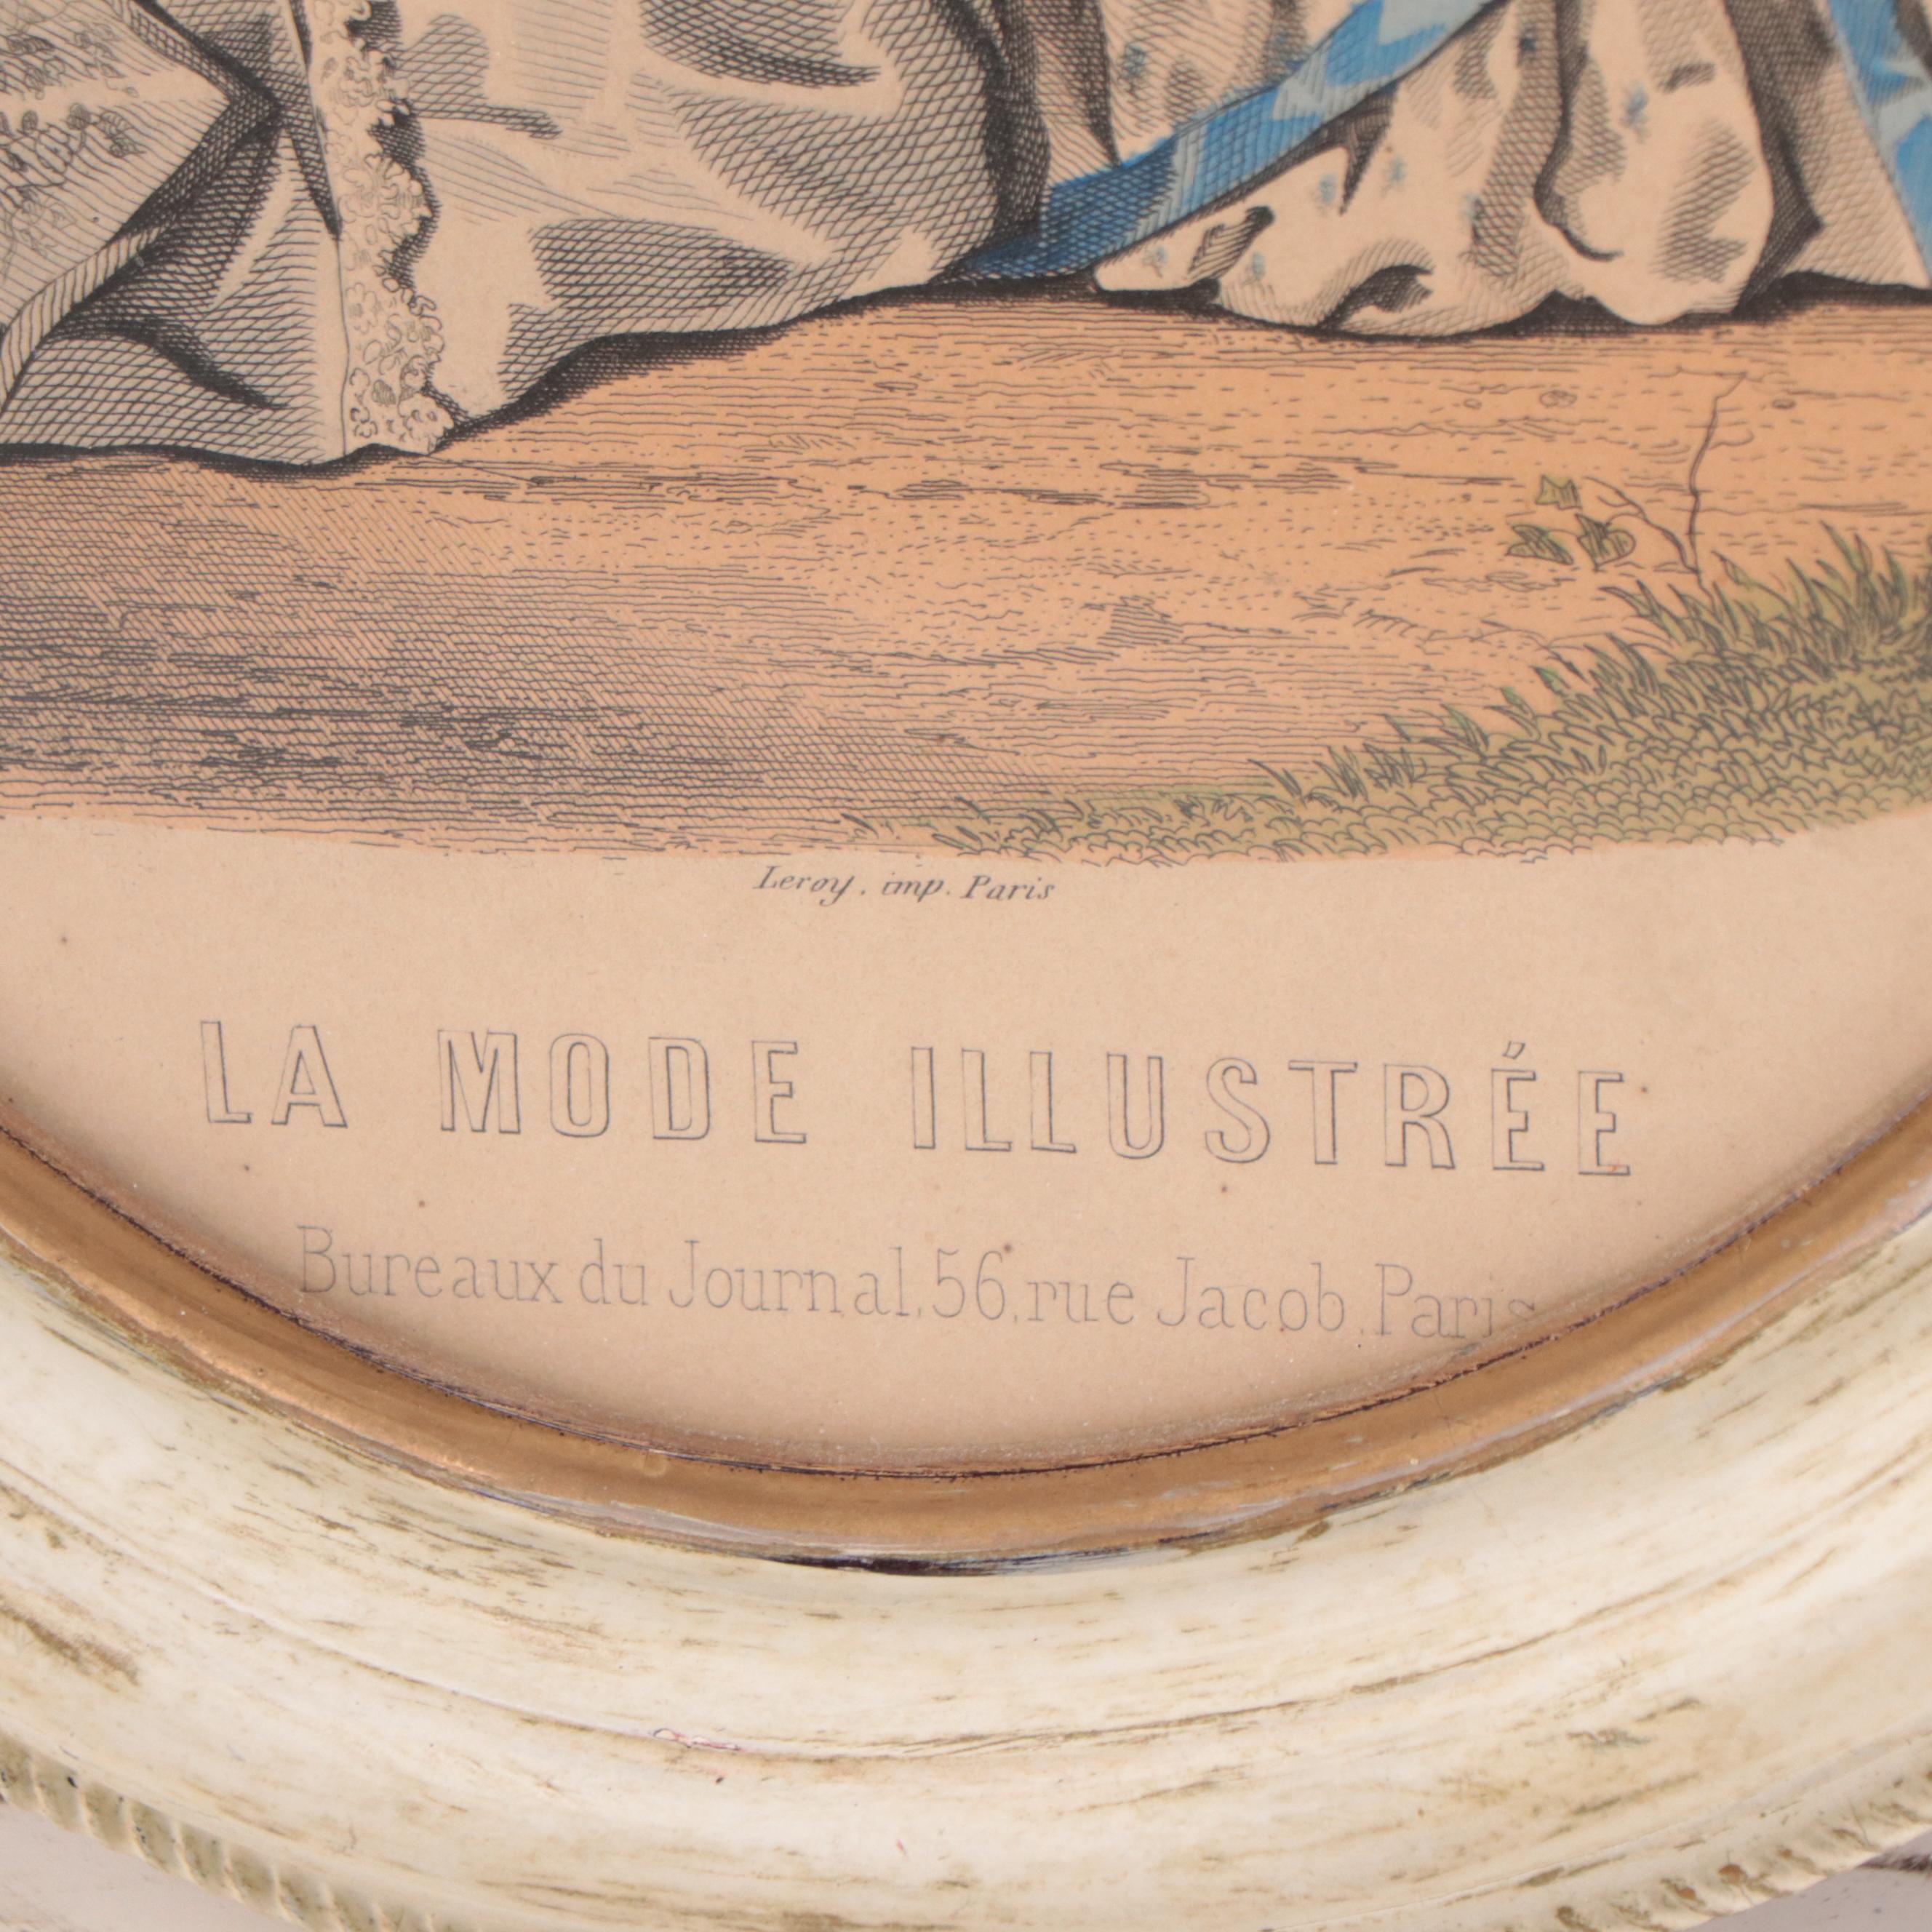 Leroy, imp. Paris
LA MODE ILLUSTRÉE
Bureaux du Journal, 56, rue Jacob, Paris